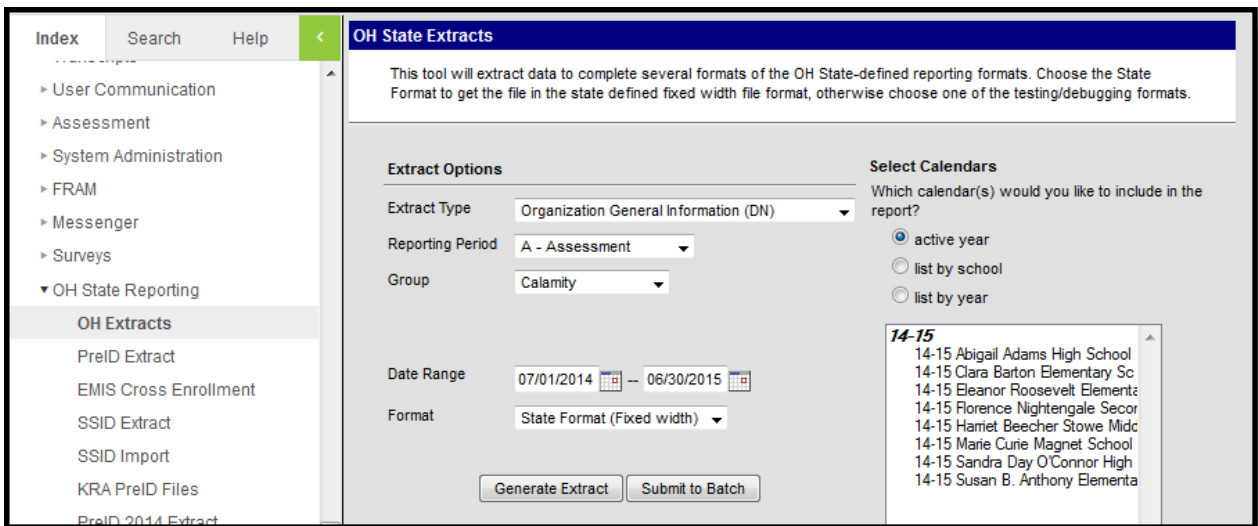 Index Search Help <
User Communication
Assessment
System Administration
FRAM
Messenger
Surveys
OH State Reporting
OH Extracts
PreID Extract
EMIS Cross Enrollment
SSID Extract
SSID Import
KRA PreID Files
PreID 2014 Extract
OH State Extracts
This tool will extract data to complete several formats of the OH State-defined reporting formats. Choose the State
Format to get the file in the state defined fixed width file format, otherwise choose one of the testing/debugging formats.
Extract Options
Extract Type Organization General Information (DN)
Reporting Period A - Assessment
Group Calamity
Date Range 07/01/2014 -- 06/30/2015
Format State Format (Fixed width)
Generate Extract Submit to Batch
Select Calendars
Which calendar(s) would you like to include in the
report?
active year
list by school
list by year
14-15
14-15 Abigail Adams High School
14-15 Clara Barton Elementary Sc
14-15 Eleanor Roosevelt Elementa
14-15 Florence Nightengale Secon
14-15 Harriet Beecher Stowe Midd
14-15 Marie Curie Magnet School
14-15 Sandra Day O'Connor High
14-15 Susan B. Anthony Elementa